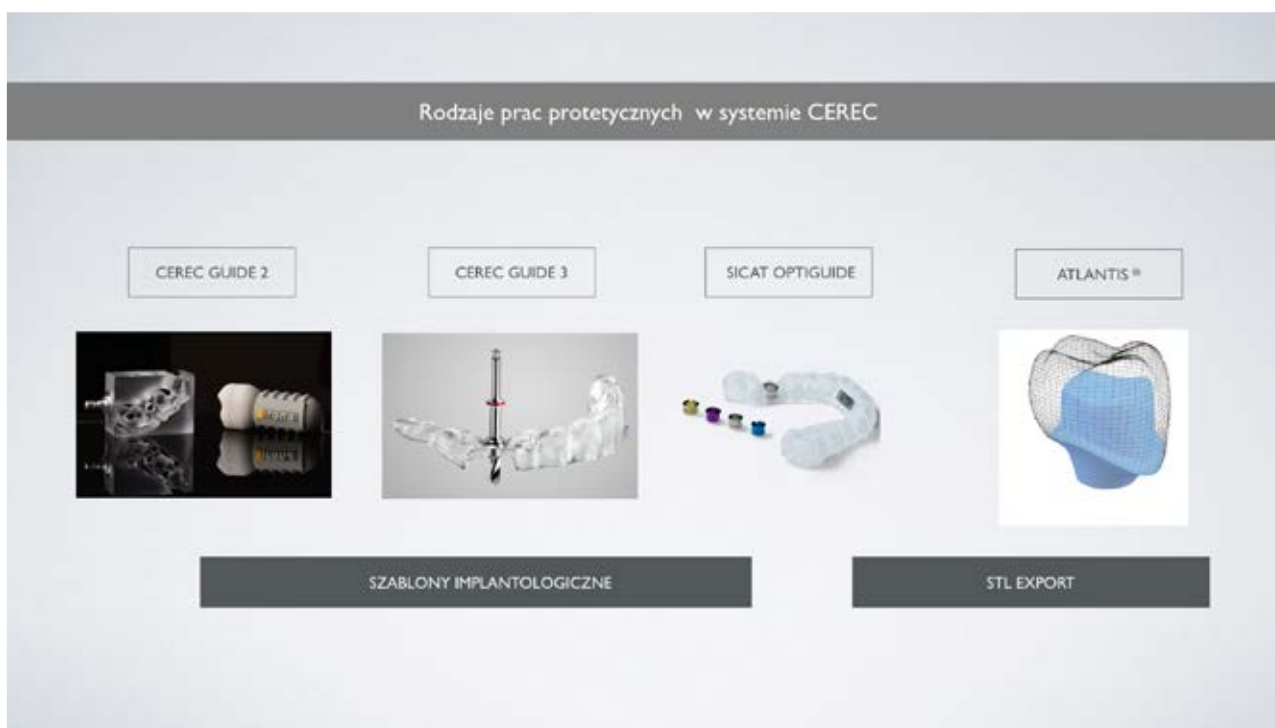 Rodzaje prac protetycznych w systemie CEREC
CEREC GUIDE 2
CEREC GUIDE 3
SICAT OPTIGUIDE
ATLANTIS ®
SZABLONY IMPLANTOLOGICZNE
STL EXPORT